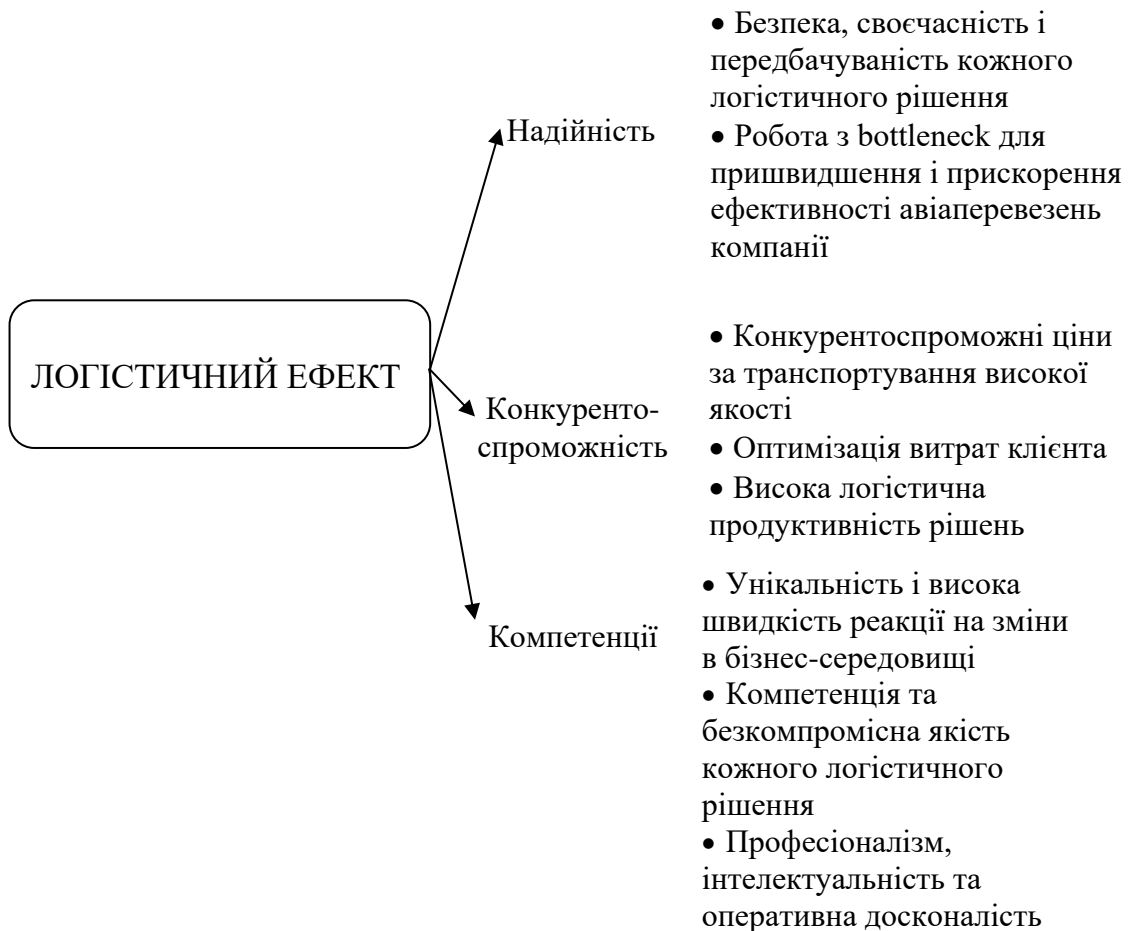 • Безпека, своєчасність і
передбачуваність кожного
логістичного рішення
Надійність
• Робота з bottleneck для
пришвидшення і прискорення
ефективності авіаперевезень
компанії
ЛОГІСТИЧНИЙ ЕФЕКТ
• Конкурентоспроможні ціни
за транспортування високої
якості
Конкуренто-
спроможність
• Оптимізація витрат клієнта
• Висока логістична
продуктивність рішень
Компетенції
• Унікальність і висока
швидкість реакції на зміни
в бізнес-середовищі
• Компетенція та
безкомпромісна якість
кожного логістичного
рішення
• Професіоналізм,
інтелектуальність та
оперативна досконалість